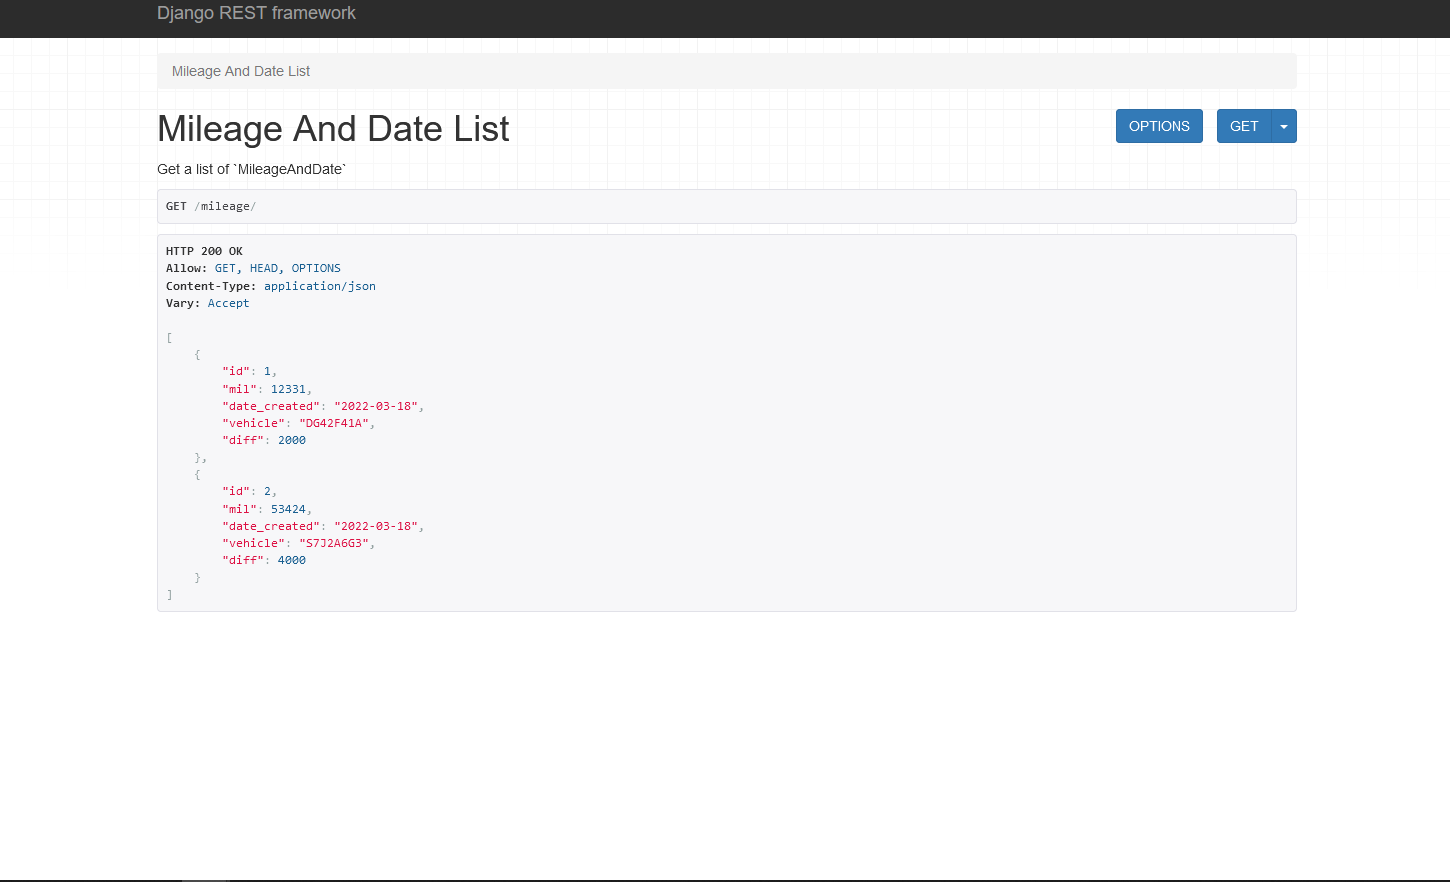 Django REST framework
Mileage And Date List
Mileage And Date List
OPTIONS
GET
Get a list of `MileageAndDate`
GET /mileage/
HTTP 200 OK
Allow: GET, HEAD, OPTIONS
Content-Type: application/json
Vary: Accept
[
    {
        "id": 1,
        "mil": 12331,
        "date_created": "2022-03-18",
        "vehicle": "DG42F41A",
        "diff": 2000
    },
    {
        "id": 2,
        "mil": 53424,
        "date_created": "2022-03-18",
        "vehicle": "S7J2A6G3",
        "diff": 4000
    }
]